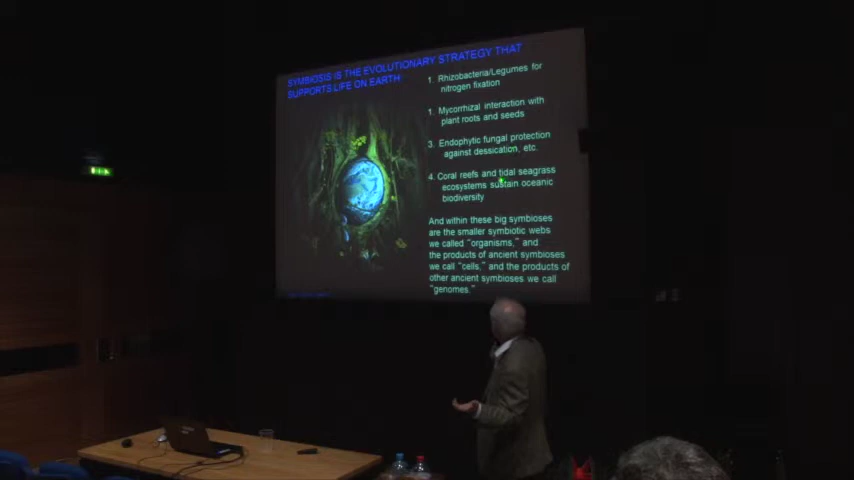 SYMBIOSIS IS THE EVOLUTIONARY STRATEGY THAT
SUPPORTS LIFE ON EARTH:
1. Rhizobacteria/Legumes for
nitrogen fixation
1. Mycorrhizal interaction with
plant roots and seeds
3. Endophytic fungal protection
against dessication, etc.
4. Coral reefs and tidal seagrass
ecosystems sustain oceanic
biodiversity
And within these big symbioses
are the smaller symbiotic webs
we called "organisms," and
the products of ancient symbioses
we call "cells," and the products of
other ancient symbioses we call
"genomes."